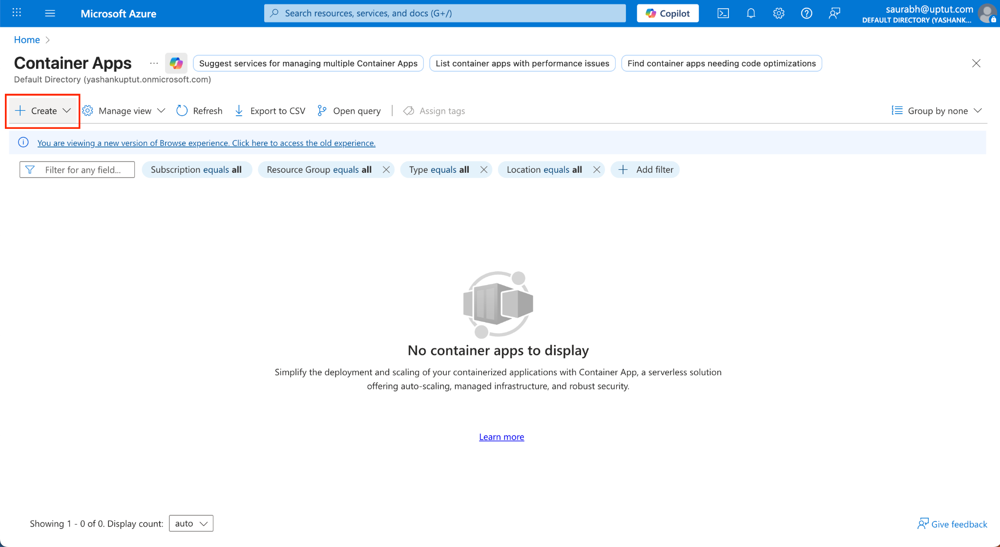 Microsoft Azure
Search resources, services, and docs (G+/)
Copilot
saurabh@uptut.com
DEFAULT DIRECTORY (YASHANK...
Home
Container Apps
...
Suggest services for managing multiple Container Apps
List container apps with performance issues
Find container apps needing code optimizations
Default Directory (yashankuptut.onmicrosoft.com)
Create
Manage view
Refresh
Export to CSV
Open query
Assign tags
Group by none
You are viewing a new version of Browse experience. Click here to access the old experience.
Filter for any field...
Subscription equals all
Resource Group equals all
Type equals all
Location equals all
Add filter
No container apps to display
Simplify the deployment and scaling of your containerized applications with Container App, a serverless solution
offering auto-scaling, managed infrastructure, and robust security.
Learn more
Showing 1 - 0 of 0. Display count:
auto
Give feedback